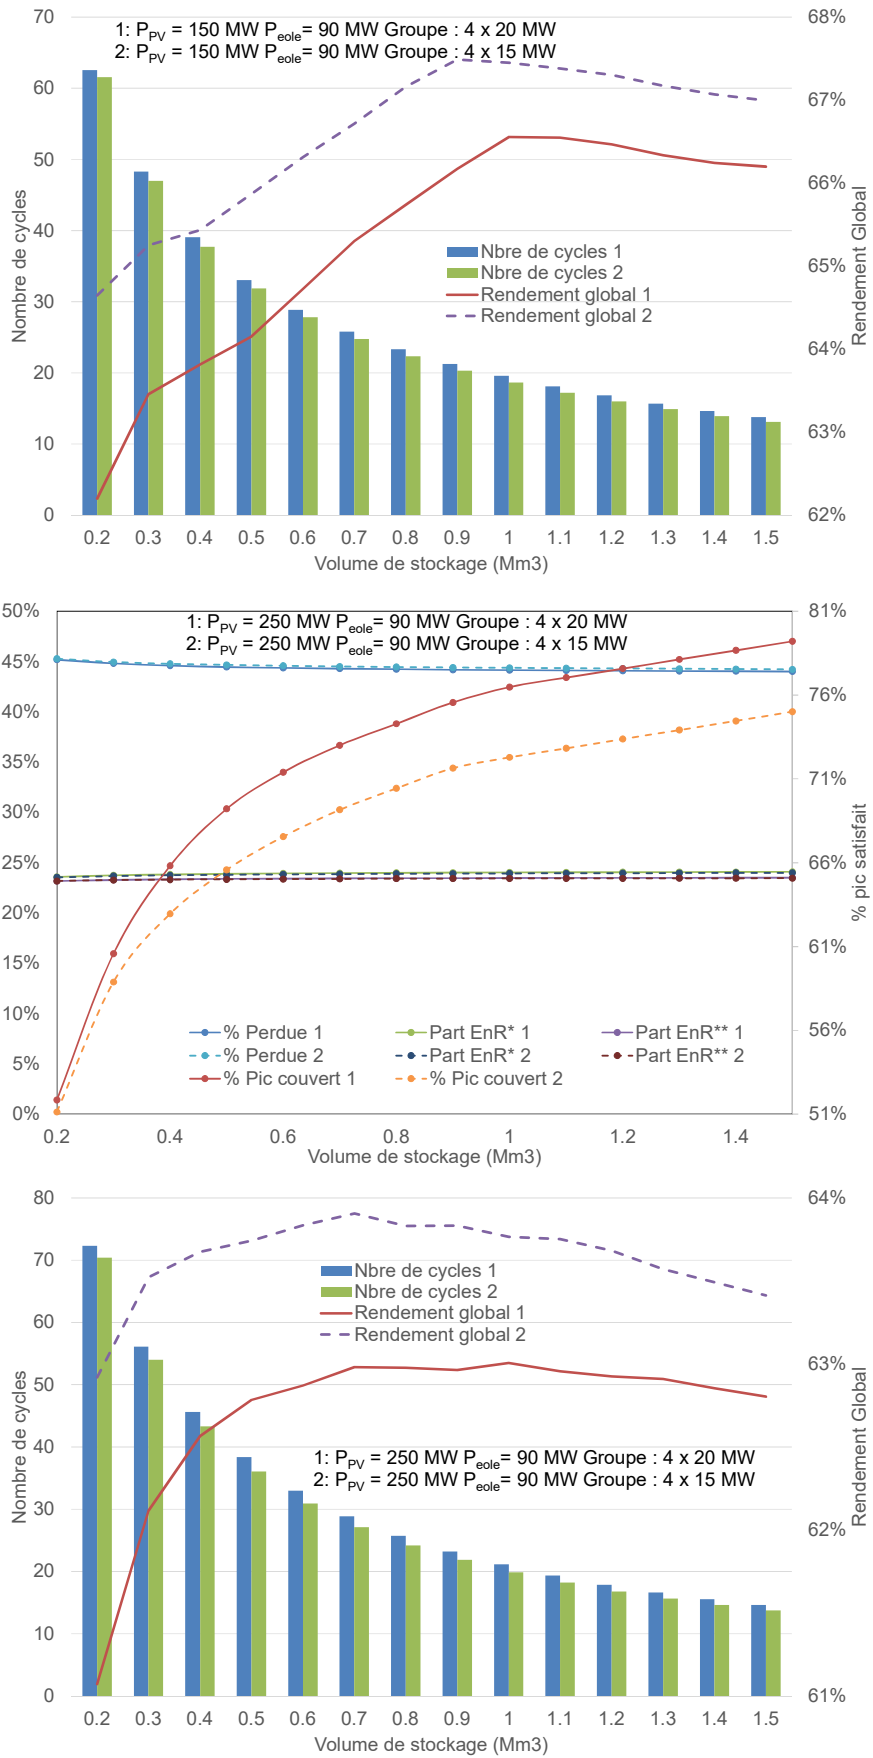 1: PPV = 150 MW Peole= 90 MW Groupe : 4 x 20 MW
2: PPV = 150 MW Peole= 90 MW Groupe : 4 x 15 MW
70
60
50
40
30
20
10
0
Nombre de cycles
68%
67%
66%
65%
64%
63%
62%
Rendement Global
Nbre de cycles 1
Nbre de cycles 2
Rendement global 1
Rendement global 2
0.2 0.3 0.4 0.5 0.6 0.7 0.8 0.9 1 1.1 1.2 1.3 1.4 1.5
Volume de stockage (Mm3)
1: PPV = 250 MW Peole= 90 MW Groupe : 4 x 20 MW
2: PPV = 250 MW Peole= 90 MW Groupe : 4 x 15 MW
50%
45%
40%
35%
30%
25%
20%
15%
10%
5%
0%
81%
76%
71%
66%
61%
56%
51%
% pic satisfait
% Perdue 1 Part EnR* 1 Part EnR** 1
% Perdue 2 Part EnR* 2 Part EnR** 2
% Pic couvert 1 % Pic couvert 2
0.2 0.4 0.6 0.8 1 1.2 1.4
Volume de stockage (Mm3)
80
70
60
50
40
30
20
10
0
Nombre de cycles
64%
63%
62%
61%
Rendement Global
Nbre de cycles 1
Nbre de cycles 2
Rendement global 1
Rendement global 2
1: PPV = 250 MW Peole= 90 MW Groupe : 4 x 20 MW
2: PPV = 250 MW Peole= 90 MW Groupe : 4 x 15 MW
0.2 0.3 0.4 0.5 0.6 0.7 0.8 0.9 1 1.1 1.2 1.3 1.4 1.5
Volume de stockage (Mm3)